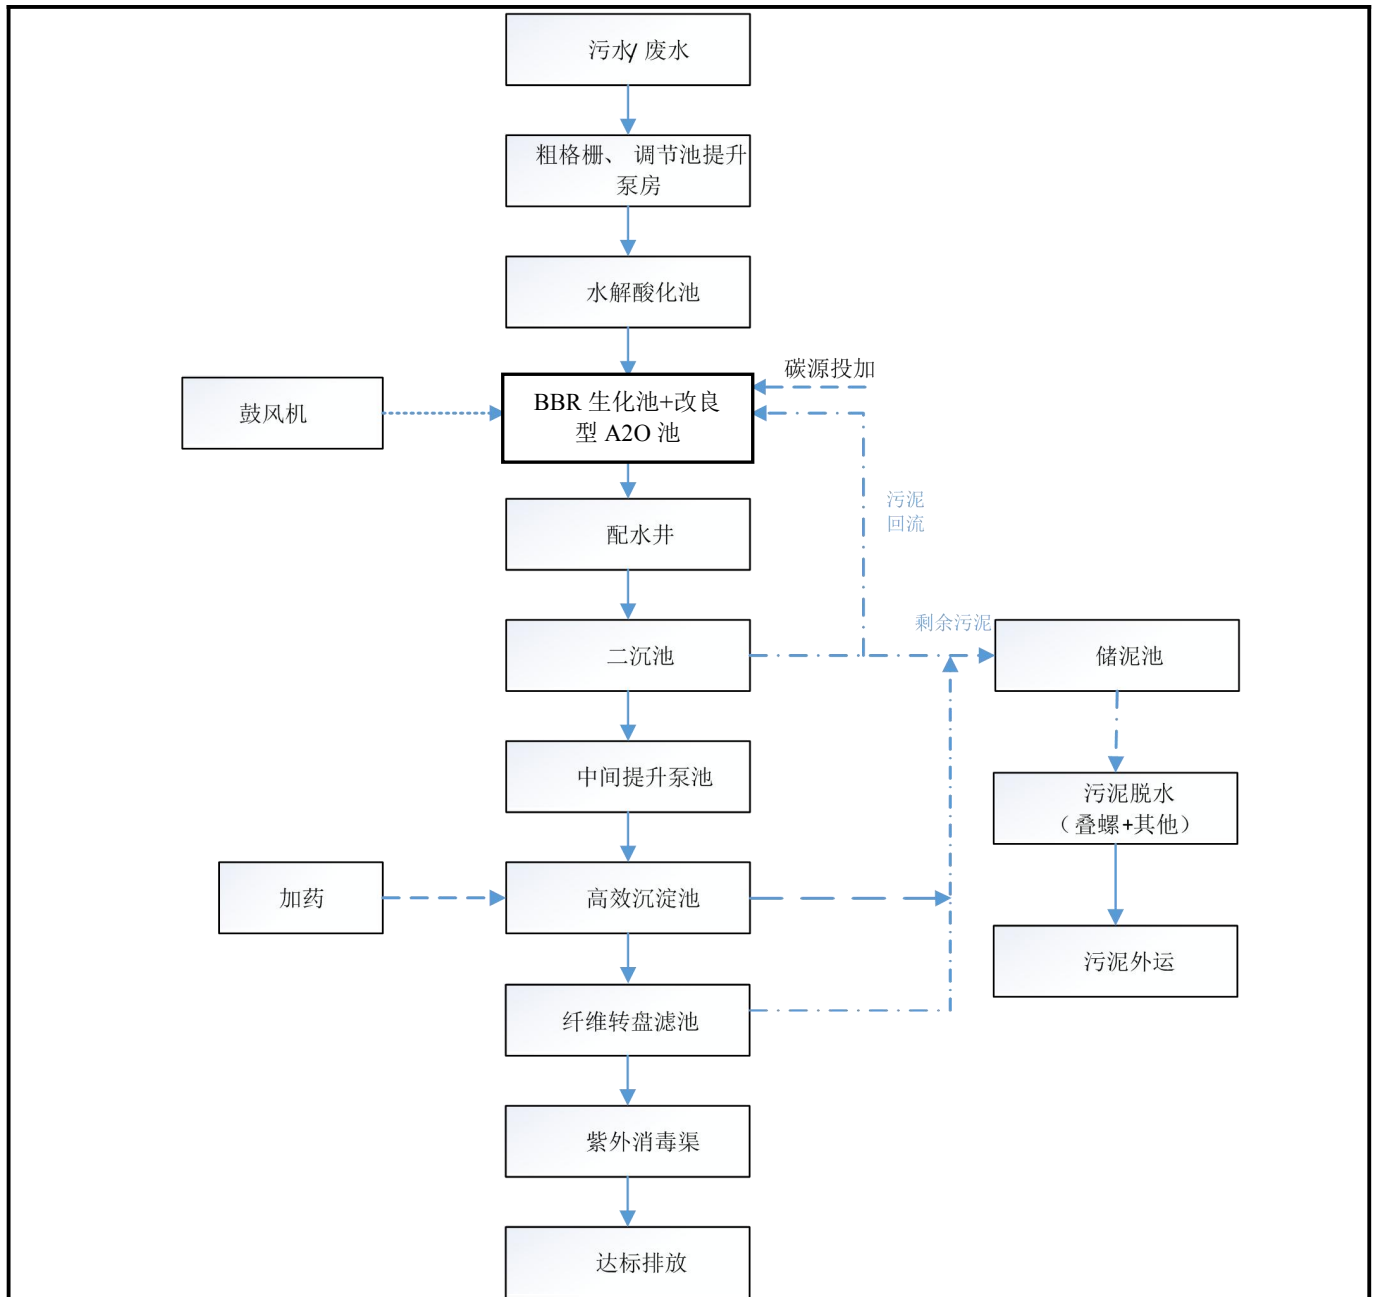 污水/ 废水
粗格栅、 调节池提升
泵房
水解酸化池
碳源投加
鼓风机
BBR 生化池+改良
型 A2O 池
污泥
回流
配水井
剩余污泥
二沉池
储泥池
中间提升泵池
污泥脱水
（ 叠螺+其他）
加药
高效沉淀池
污泥外运
纤维转盘滤池
紫外消毒渠
达标排放